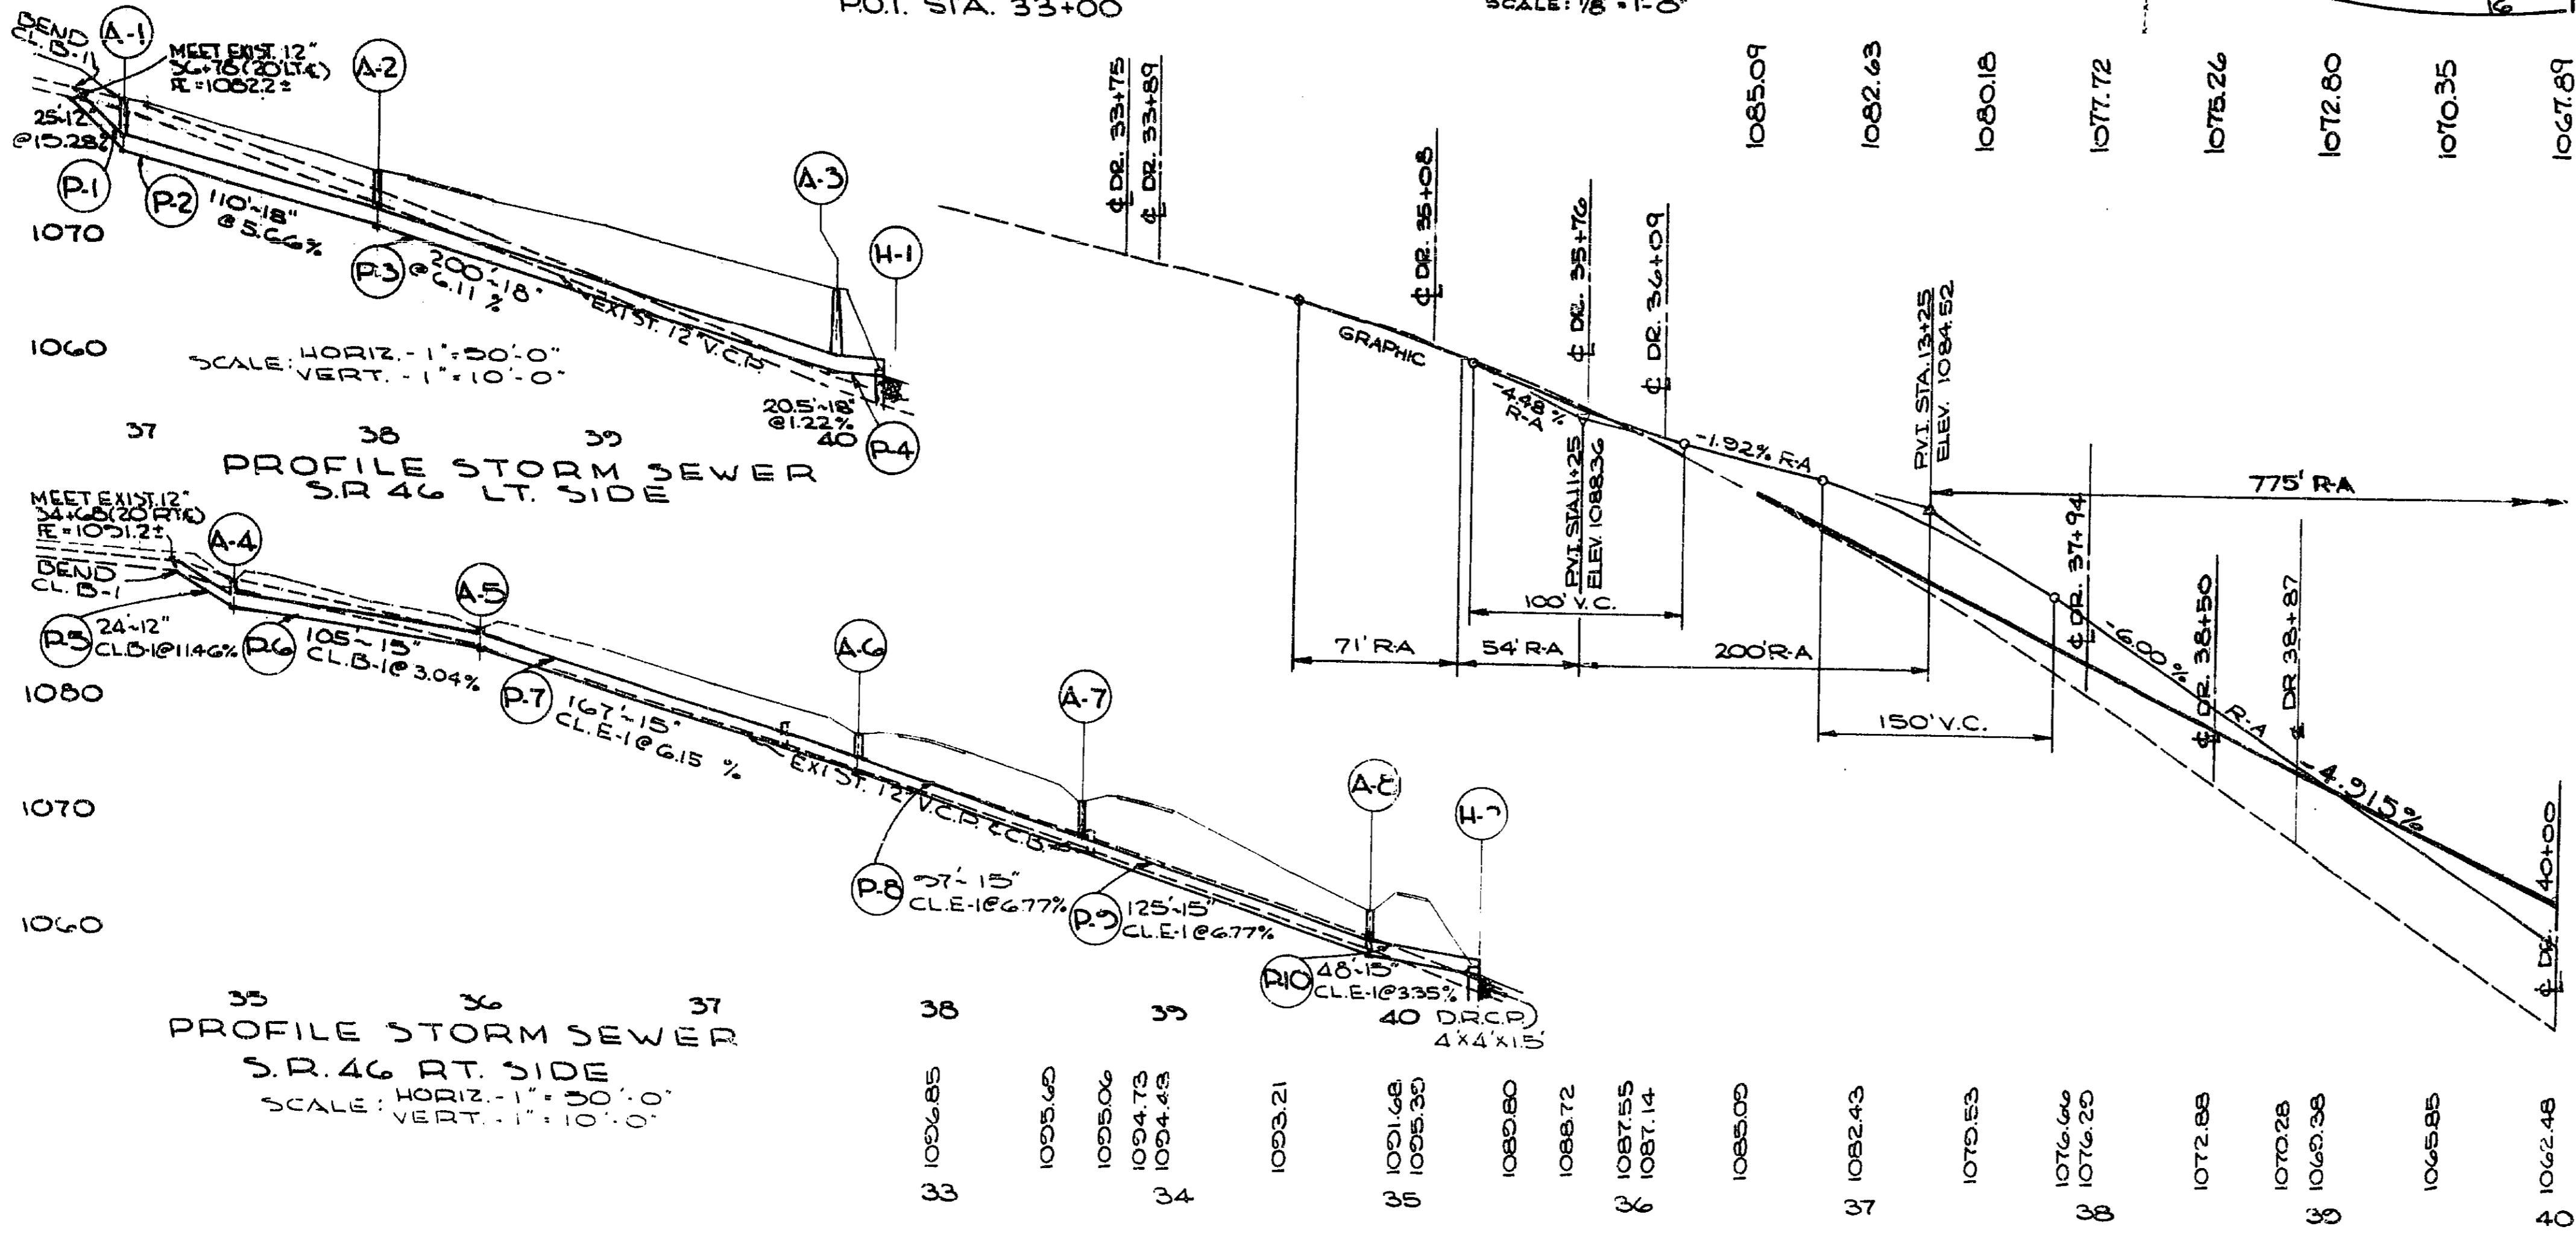 P.O.I. STA. 33+00
SCALE: 1/8"=1'-0"
16
BEND
CL. B-1
A-1
MEET EXIST. 12"
36+78 (20' LT. ℄)
℄=1082.2±
A-2
25'~12"
@15.28%
P-1
P-2
110'~18"
@ 5.66%
1070
P-3
200'~18"
@ 6.11 %
A-3
H-1
EXIST. 12" V.C.P.
1060
SCALE: HORIZ. - 1" = 50'-0"
VERT. - 1" = 10'-0"
20.5'~18"
@1.22%
P-4
37
38
39
40
PROFILE STORM SEWER
S.R 46 LT. SIDE
MEET EXIST. 12"
34+68 (20' RT. ℄)
=1091.2±
BEND
CL. B-1
A-4
A-5
P-5
24'~12"
CL.B-1@11.46%
P-6
105'~15"
CL.B-1@ 3.04%
1080
P-7
167'~15"
CL.E-1@6.15 %
A-6
A-7
EXIST. 12" V.C.P. & C.B.
1070
P-8
97'~15"
CL.E-1@6.77%
P-9
125'~15"
CL.E-1@6.77%
A-8
1060
P-10
48'~15"
CL.E-1@3.35%
D.R.C.P.
4'X4'X1.5'
35
36
37
38
39
40
PROFILE STORM SEWER
S.R. 46 RT. SIDE
SCALE: HORIZ. - 1" = 50'-0"
VERT. - 1" = 10'-0"
℄ DR. 33+75
℄ DR. 33+89
℄ DR. 35+08
℄ DR. 35+76
℄ DR. 36+09
1085.09
1082.63
1080.18
1077.72
1075.26
1072.80
1070.35
1067.89
GRAPHIC
-4.48%
R-A
-1.92% R-A
P.V.I. STA. 11+25
ELEV. 1088.36
P.V.I. STA. 13+25
ELEV. 1084.52
775' R-A
100' V.C.
71' R-A
54' R-A
200' R-A
150' V.C.
℄ DR. 37+94
-6.00%
R-A
℄ DR. 38+50
℄ DR 38+87
-4.915%
℄ DR. 40+00
1096.85
1095.69
1095.06
1094.73
1094.43
1093.21
1091.68
1095.39
1089.80
1088.72
1087.55
1087.14
1085.09
1082.43
1079.53
1076.66
1076.29
1072.88
1070.28
1069.38
1065.85
1062.48
33
34
35
36
37
38
39
40